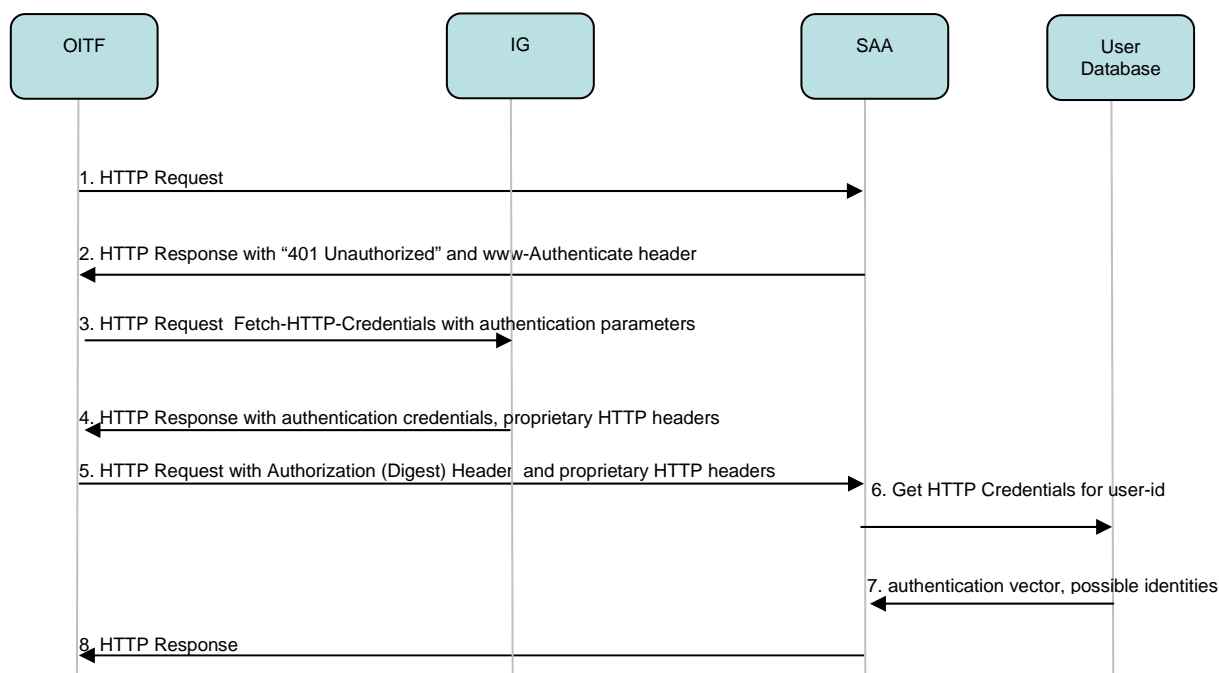 OITF
IG
SAA
User
Database
1. HTTP Request
2. HTTP Response with “401 Unauthorized” and www-Authenticate header
3. HTTP Request  Fetch-HTTP-Credentials with authentication parameters
4. HTTP Response with authentication credentials, proprietary HTTP headers
5. HTTP Request with Authorization (Digest) Header  and proprietary HTTP headers
6. Get HTTP Credentials for user-id
7. authentication vector, possible identities
8. HTTP Response